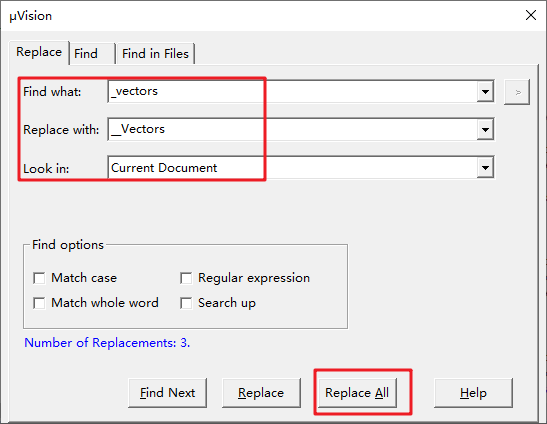 µVision
Replace Find Find in Files
Find what: _vectors >
Replace with: __Vectors
Look in: Current Document
Find options
Match case Regular expression
Match whole word Search up
Number of Replacements: 3.
Find Next Replace Replace All Help